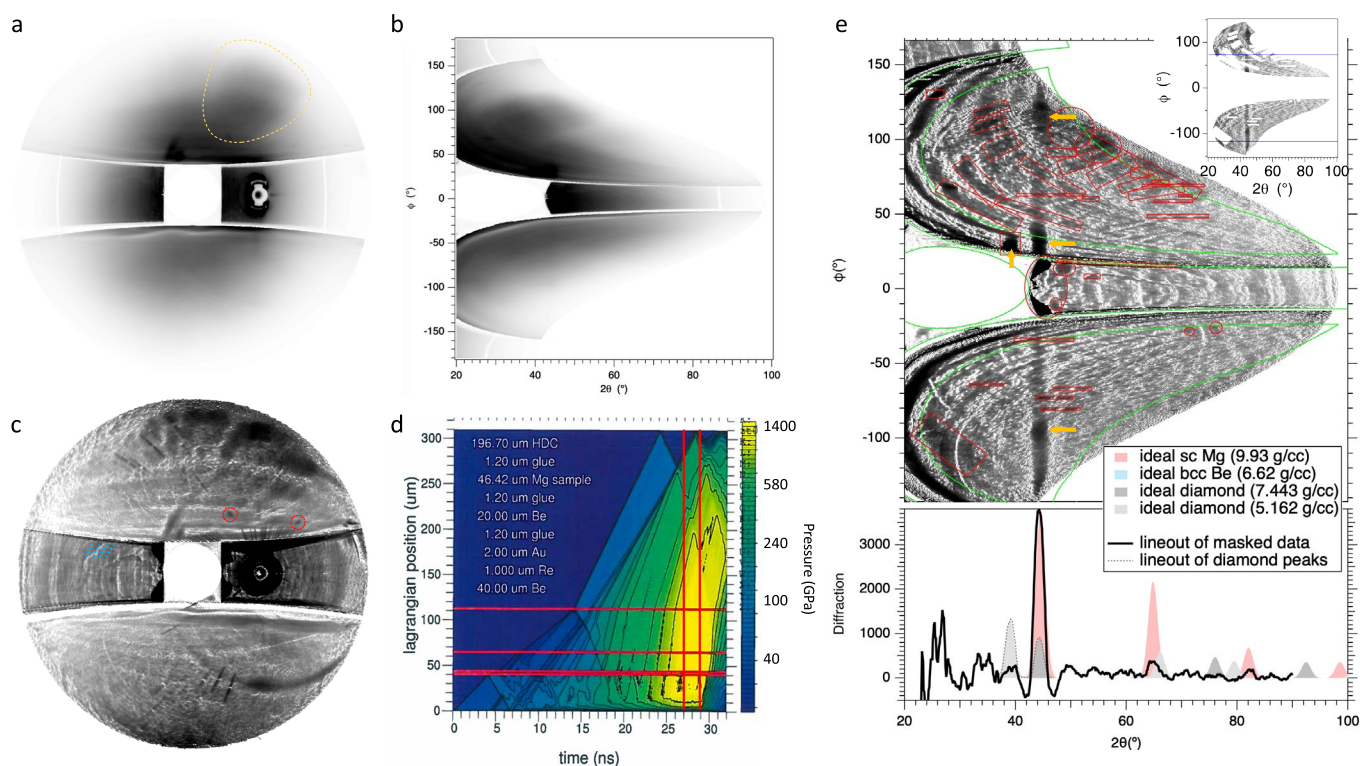 a
b
150
100
50
0
-50
-100
-150
ϕ (°)
20
40
60
80
100
2θ (°)
c
d
lagrangian position (um)
300
250
200
150
100
50
0
196.70 um HDC
1.20 um glue
46.42 um Mg sample
1.20 um glue
20.00 um Be
1.20 um glue
2.00 um Au
1.000 um Re
40.00 um Be
0
5
10
15
20
25
30
time (ns)
1400
580
240
100
40
Pressure (GPa)
e
150
100
50
0
-50
-100
Φ(°)
100
0
-100
ϕ (°)
20
40
60
80
100
2θ (°)
ideal sc Mg (9.93 g/cc)
ideal bcc Be (6.62 g/cc)
ideal diamond (7.443 g/cc)
ideal diamond (5.162 g/cc)
lineout of masked data
lineout of diamond peaks
Diffraction
3000
2000
1000
0
20
40
60
80
100
2θ(°)